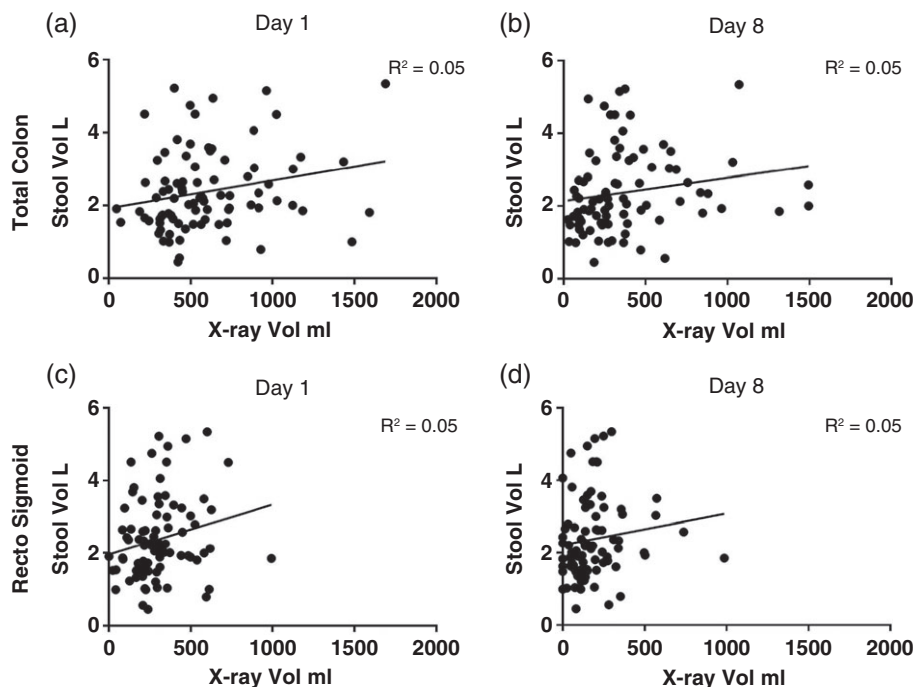 (a)
Day 1
R² = 0.05
Total Colon
Stool Vol L
6
4
2
0
0 500 1000 1500 2000
X-ray Vol ml
(b)
Day 8
R² = 0.05
Stool Vol L
6
4
2
0
0 500 1000 1500 2000
X-ray Vol ml
(c)
Day 1
R² = 0.05
Recto Sigmoid
Stool Vol L
6
4
2
0
0 500 1000 1500 2000
X-ray Vol ml
(d)
Day 8
R² = 0.05
Stool Vol L
6
4
2
0
0 500 1000 1500 2000
X-ray Vol ml